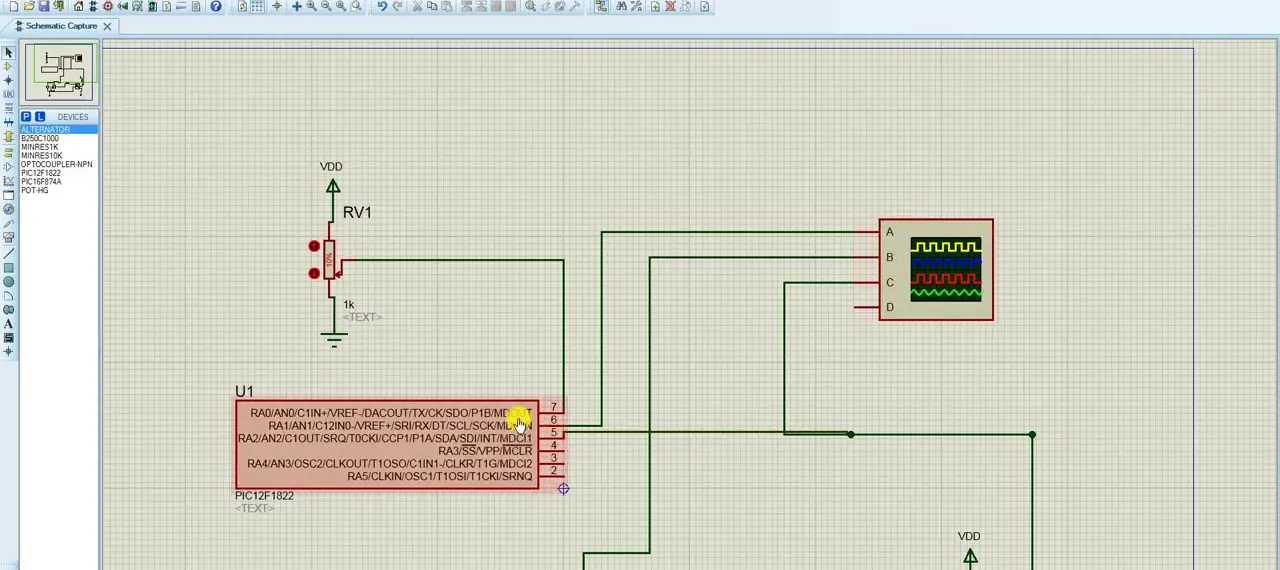 Schematic Capture
P L DEVICES
ALTERNATOR
B250C1000
MINRES1K
MINRES10K
OPTOCOUPLER-NPN
PIC12F1822
PIC16F874A
POT-HG
VDD
RV1
1k
<TEXT>
A
B
C
D
U1
RA0/AN0/C1IN+/VREF-/DACOUT/TX/CK/SDO/P1B/MDOUT 7
RA1/AN1/C12IN0-/VREF+/SRI/RX/DT/SCL/SCK/MDMIN 6
RA2/AN2/C1OUT/SRQ/T0CKI/CCP1/P1A/SDA/SDI/INT/MDCI1 5
RA3/SS/VPP/MCLR 4
RA4/AN3/OSC2/CLKOUT/T1OSO/C1IN1-/CLKR/T1G/MDCI2 3
RA5/CLKIN/OSC1/T1OSI/T1CKI/SRNQ 2
PIC12F1822
<TEXT>
VDD